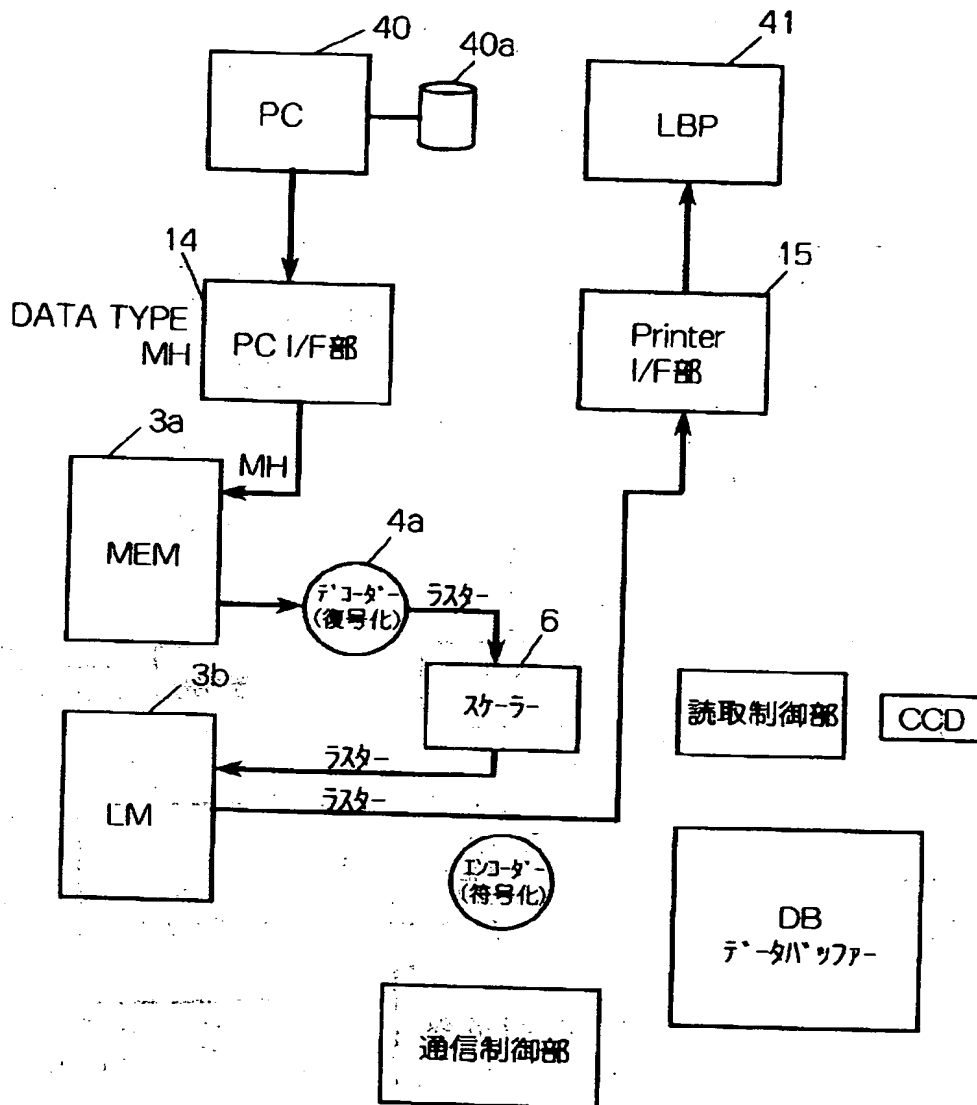 40
40a
PC
41
LBP
14
DATA TYPE
MH
PC I/F部
15
Printer
I/F部
3a
MH
MEM
4a
デコーダー
(復号化)
ラスター
6
スケーラー
3b
LM
ラスター
ラスター
読取制御部
CCD
エンコーダー
(符号化)
DB
データバッファー
通信制御部